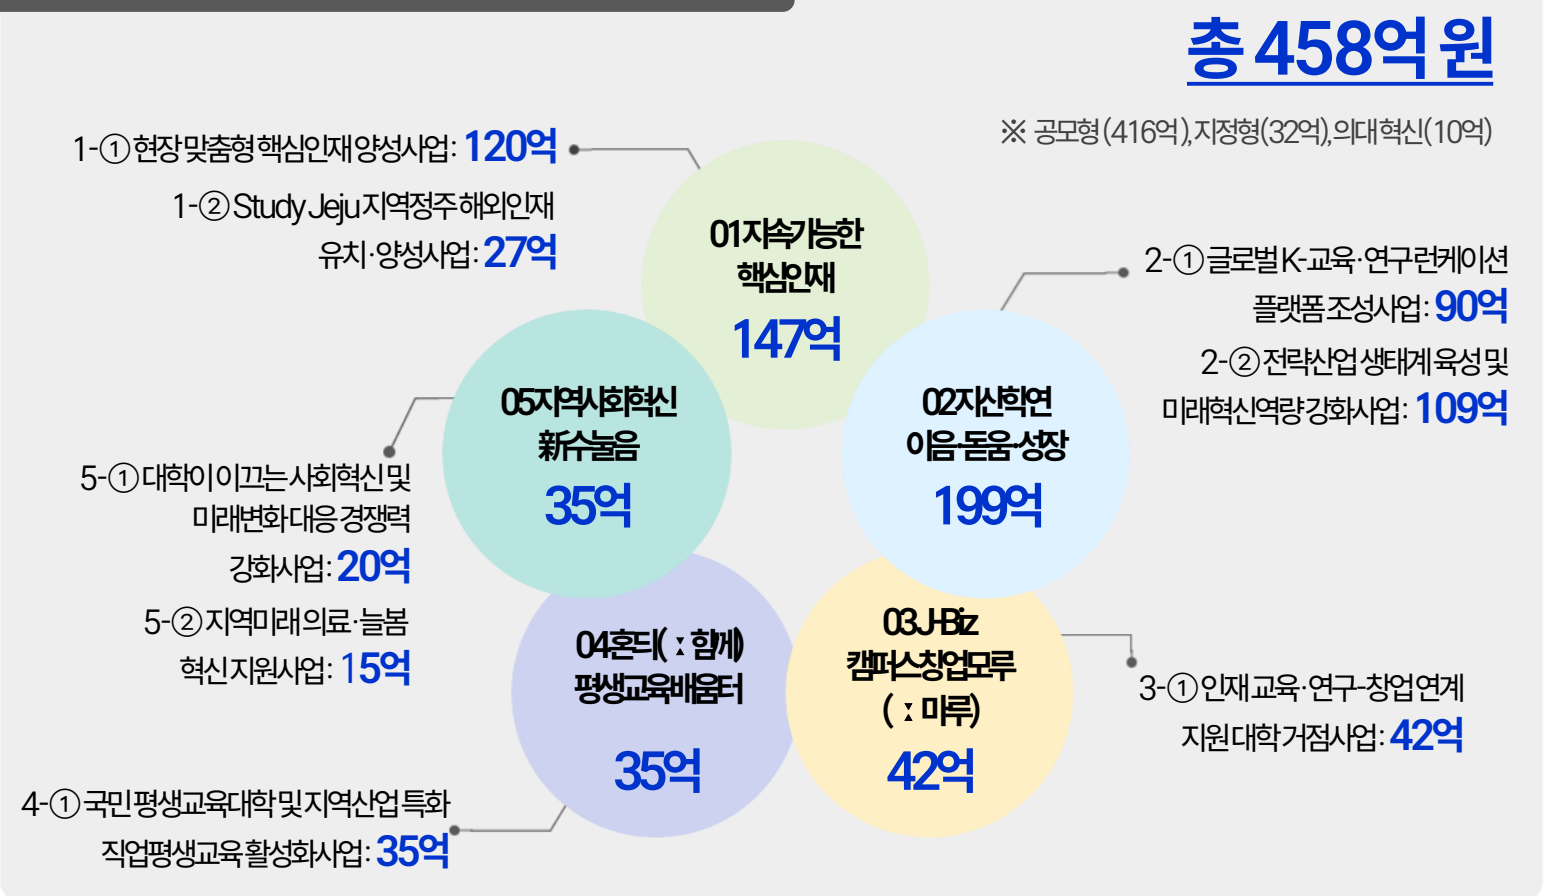 총 458억 원
※ 공모형(416억), 지정형(32억), 의대혁신(10억)
1-① 현장 맞춤형 핵심인재 양성사업 : 120억
1-② Study Jeju 지역정주 해외인재
유치·양성사업 : 27억
01 지속가능한
핵심인재
147억
2-① 글로벌 K-교육·연구 런케이션
플랫폼 조성사업 : 90억
2-② 전략산업 생태계 육성 및
미래혁신역량 강화사업 : 109억
02 지산학연
이음·돋움·성장
199억
05 지역사회혁신
新수눌음
35억
5-① 대학이 이끄는 사회혁신 및
미래변화 대응 경쟁력
강화사업 : 20억
5-② 지역미래 의료·늘봄
혁신 지원사업 : 15억
04 혼디( : 함께)
평생교육 배움터
35억
03 J-Biz
캠퍼스 창업모루
( : 마루)
42억
3-① 인재 교육·연구-창업 연계
지원 대학 거점사업 : 42억
4-① 국민 평생교육대학 및 지역산업 특화
직업평생교육 활성화사업 : 35억